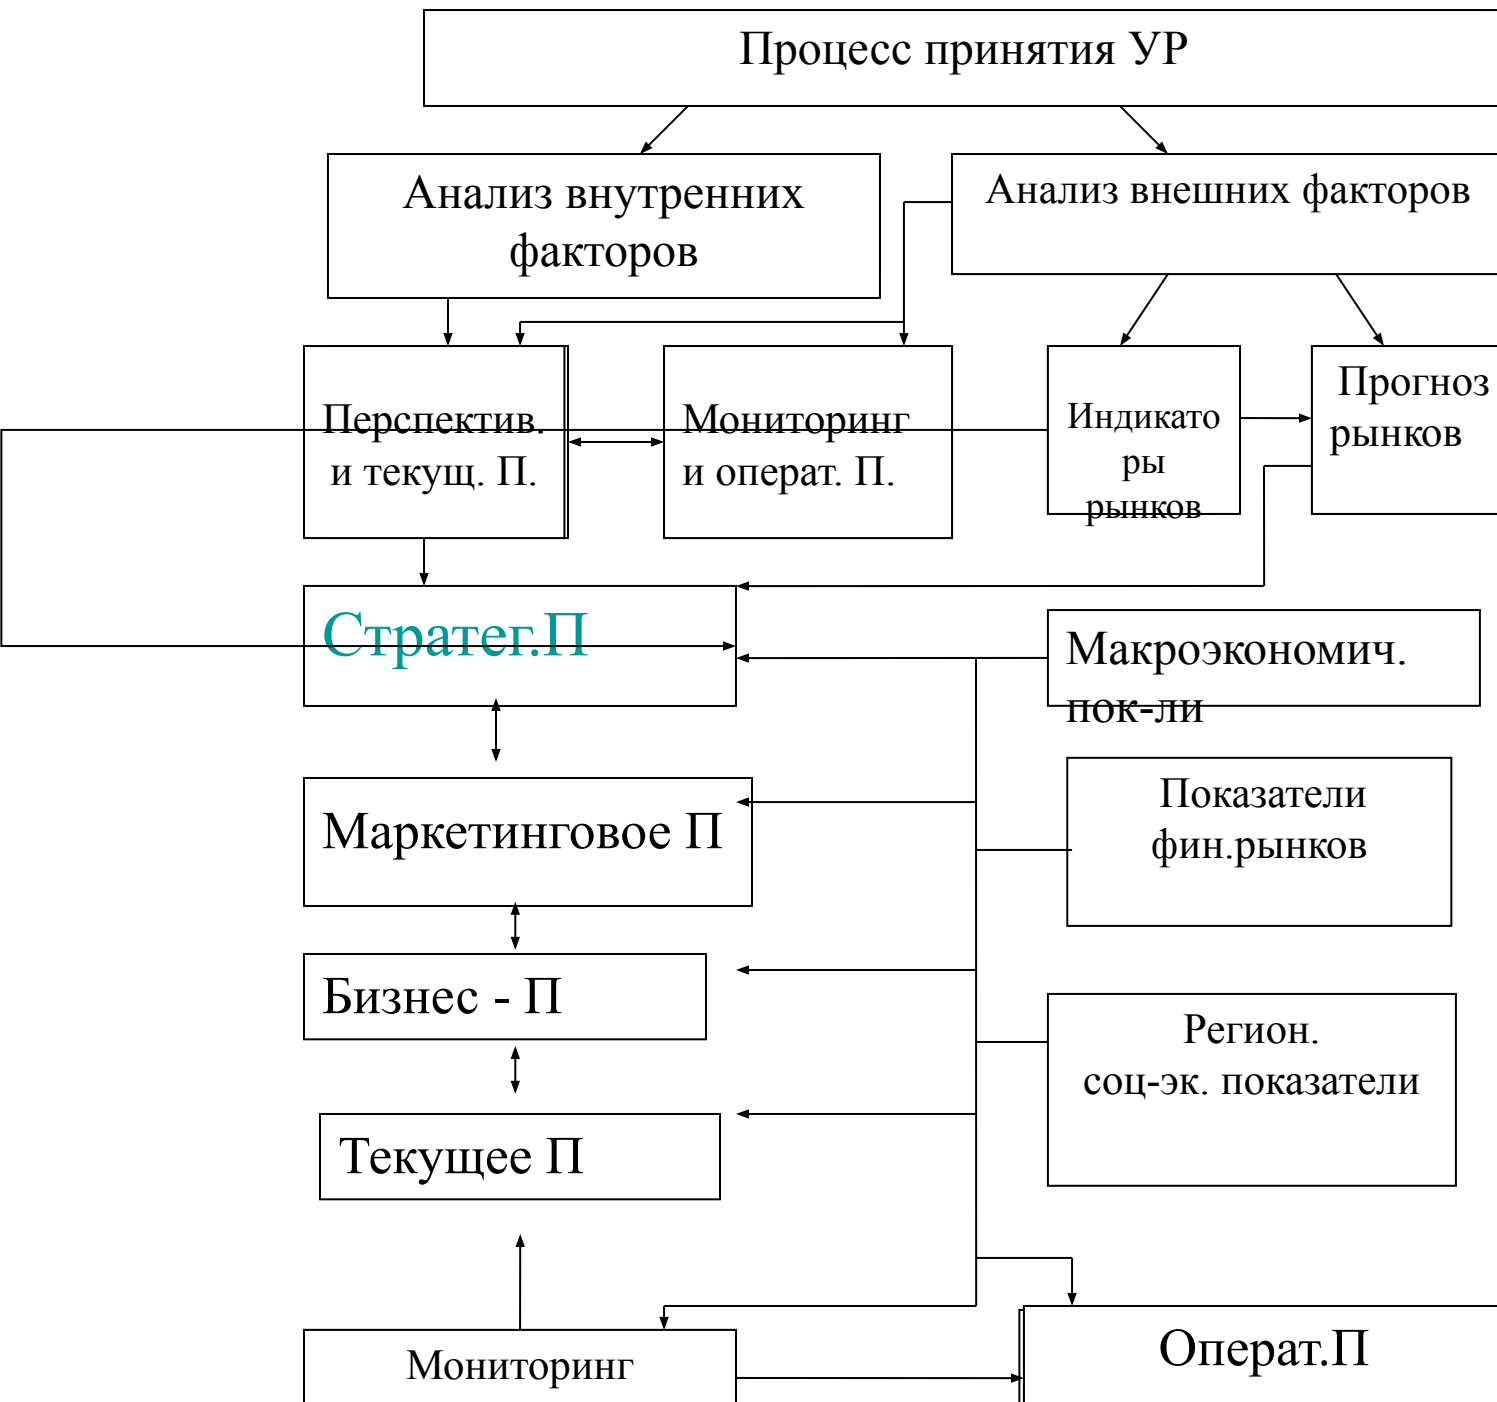 Процесс принятия УР
Анализ внутренних
факторов
Анализ внешних факторов
Перспектив.
и текущ. П.
Мониторинг
и операт. П.
Индикато
ры
рынков
Прогноз
рынков
Стратег.П
Макроэкономич.
пок-ли
Маркетинговое П
Показатели
фин.рынков
Бизнес - П
Регион.
соц-эк. показатели
Текущее П
Мониторинг
Операт.П